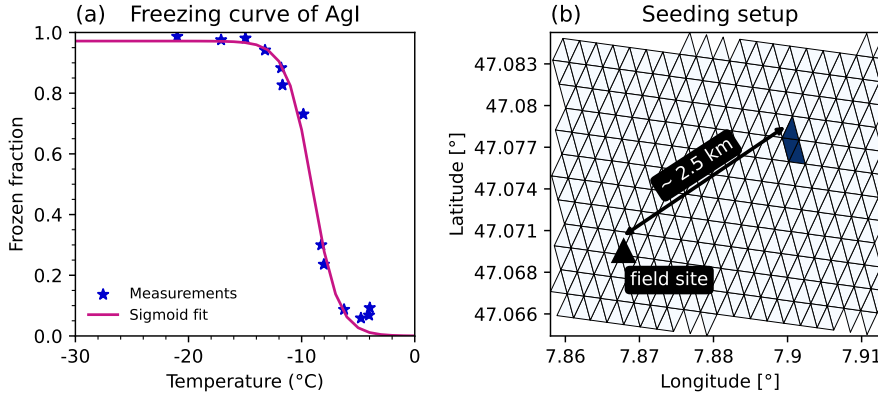 (a) Freezing curve of AgI
1.0
0.8
0.6
0.4
0.2
0.0
Frozen fraction
Measurements
Sigmoid fit
-30
-20
-10
0
Temperature (°C)
(b) Seeding setup
47.083
47.08
47.077
47.074
47.071
47.068
47.066
Latitude [°]
~ 2.5 km
field site
7.86
7.87
7.88
7.9
7.91
Longitude [°]